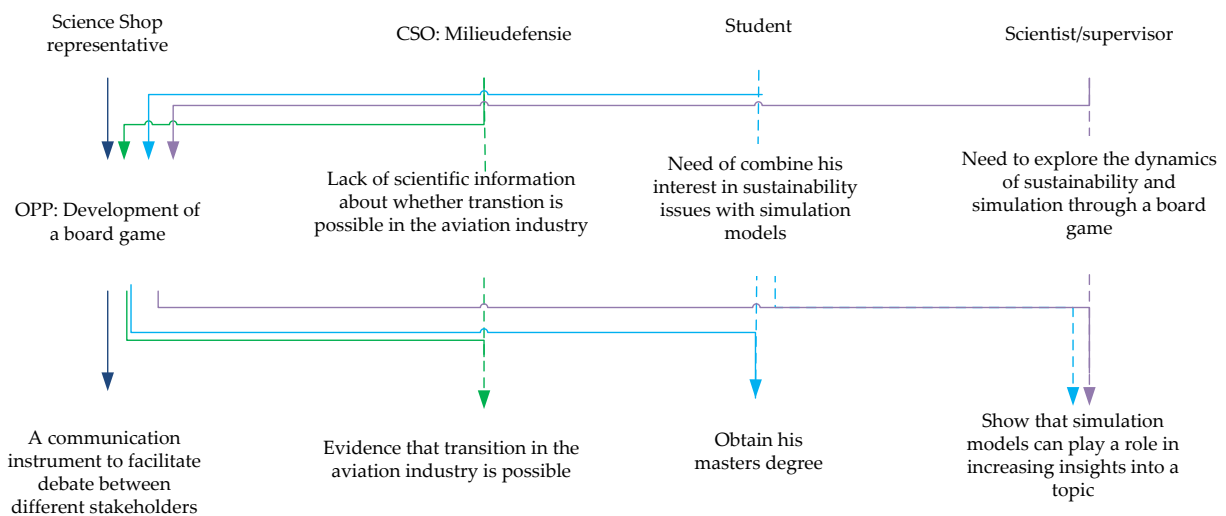 Science Shop
representative
CSO: Milieudefensie
Student
Scientist/supervisor
OPP: Development of
a board game
Lack of scientific information
about whether transtion is
possible in the aviation industry
Need of combine his
interest in sustainability
issues with simulation
models
Need to explore the dynamics
of sustainability and
simulation through a board
game
A communication
instrument to facilitate
debate between
different stakeholders
Evidence that transition in the
aviation industry is possible
Obtain his
masters degree
Show that simulation
models can play a role in
increasing insights into a
topic